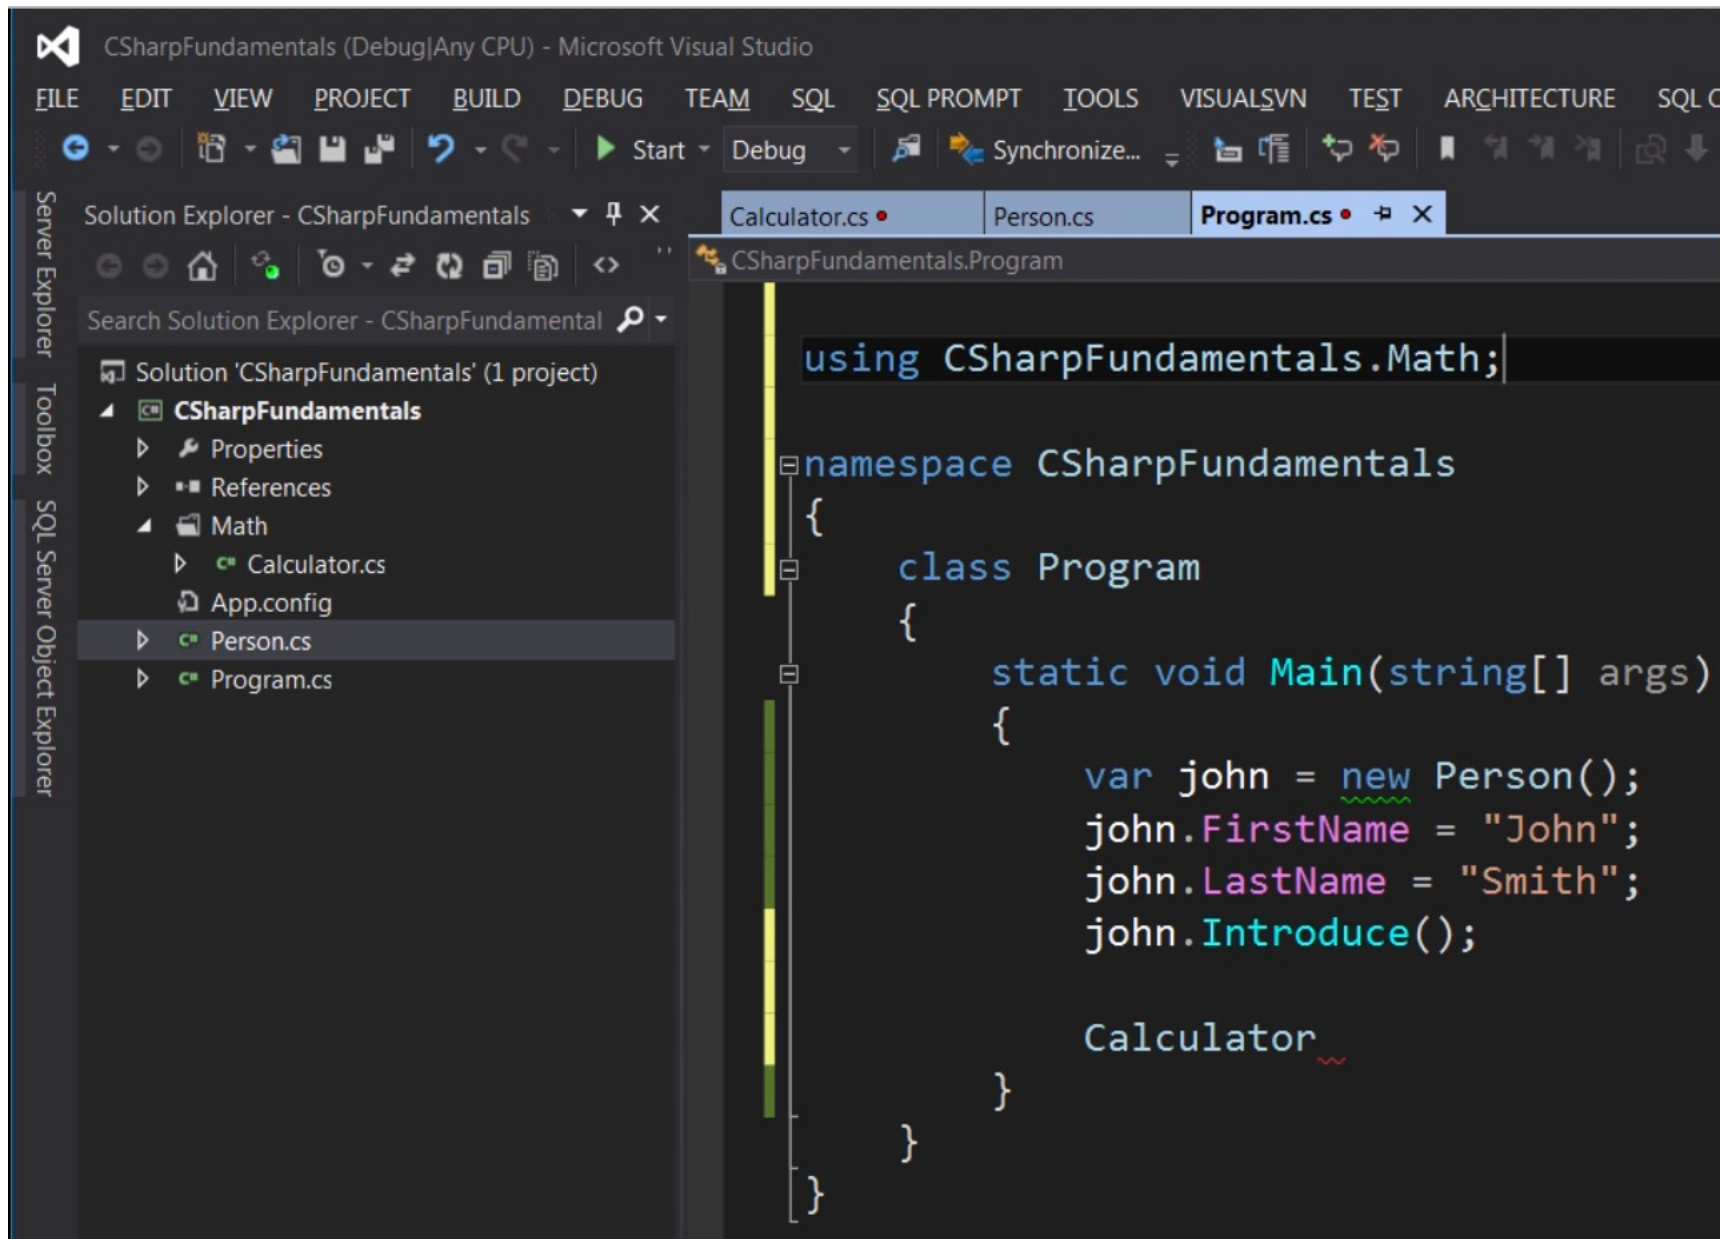 CSharpFundamentals (Debug|Any CPU) - Microsoft Visual Studio
FILE EDIT VIEW PROJECT BUILD DEBUG TEAM SQL SQL PROMPT TOOLS VISUALSVN TEST ARCHITECTURE SQL C
Start Debug Synchronize...
Server Explorer
Toolbox
SQL Server Object Explorer
Solution Explorer - CSharpFundamentals
Search Solution Explorer - CSharpFundamental
Solution 'CSharpFundamentals' (1 project)
CSharpFundamentals
Properties
References
Math
Calculator.cs
App.config
Person.cs
Program.cs
Calculator.cs Person.cs Program.cs
CSharpFundamentals.Program
using CSharpFundamentals.Math;
namespace CSharpFundamentals
{
class Program
{
static void Main(string[] args)
{
var john = new Person();
john.FirstName = "John";
john.LastName = "Smith";
john.Introduce();
Calculator
}
}
}